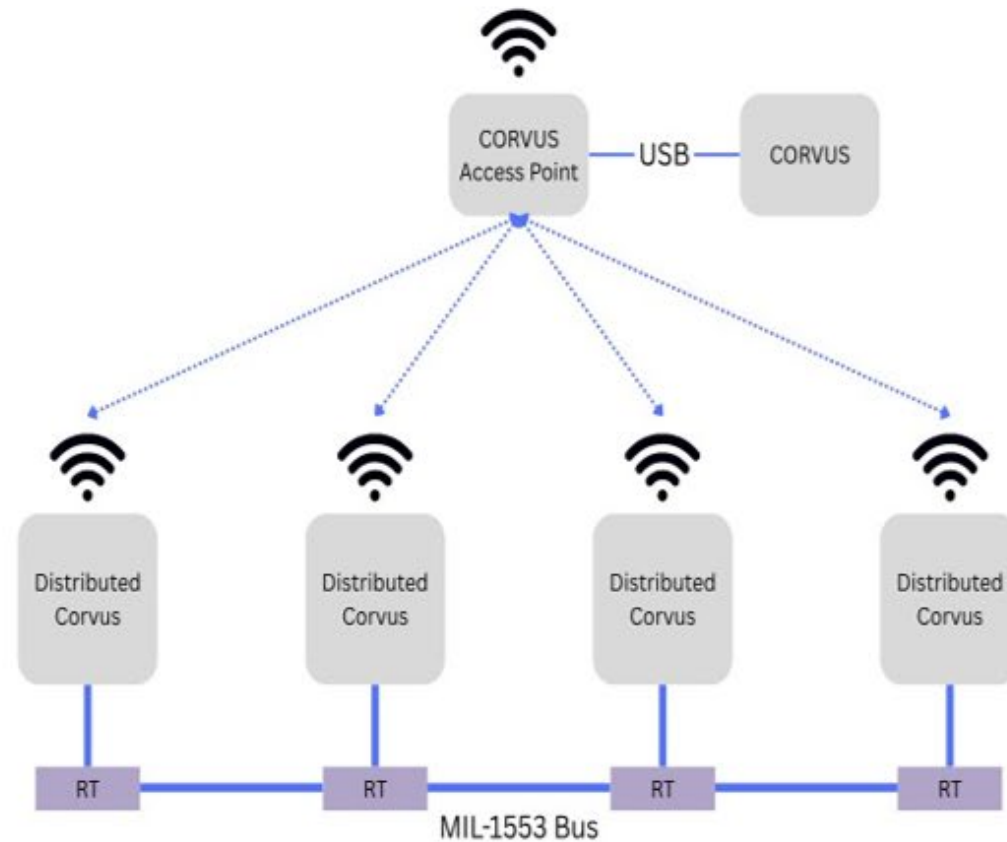 CORVUS
Access Point
USB
CORVUS
Distributed
Corvus
Distributed
Corvus
Distributed
Corvus
Distributed
Corvus
RT
RT
RT
RT
MIL-1553 Bus